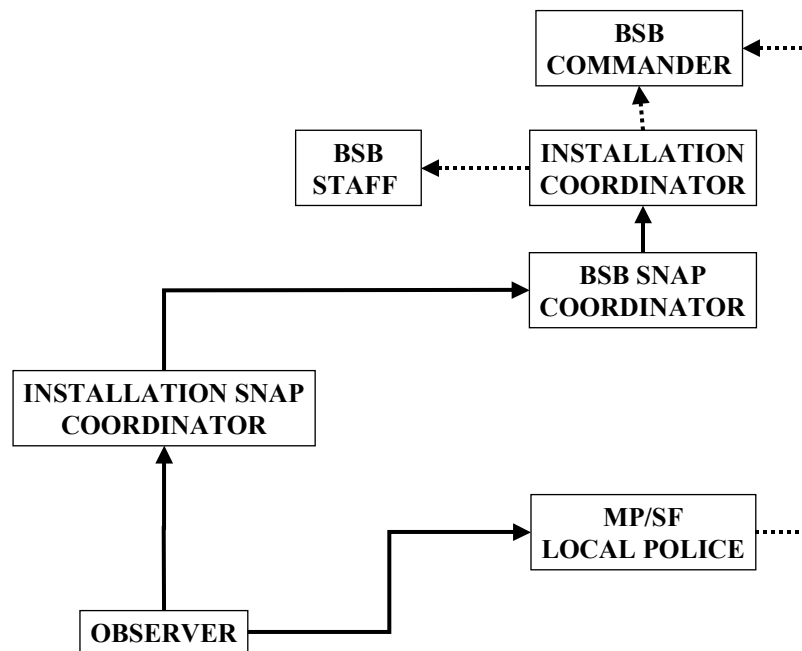 BSB
COMMANDER
BSB
STAFF
INSTALLATION
COORDINATOR
BSB SNAP
COORDINATOR
INSTALLATION SNAP
COORDINATOR
MP/SF
LOCAL POLICE
OBSERVER